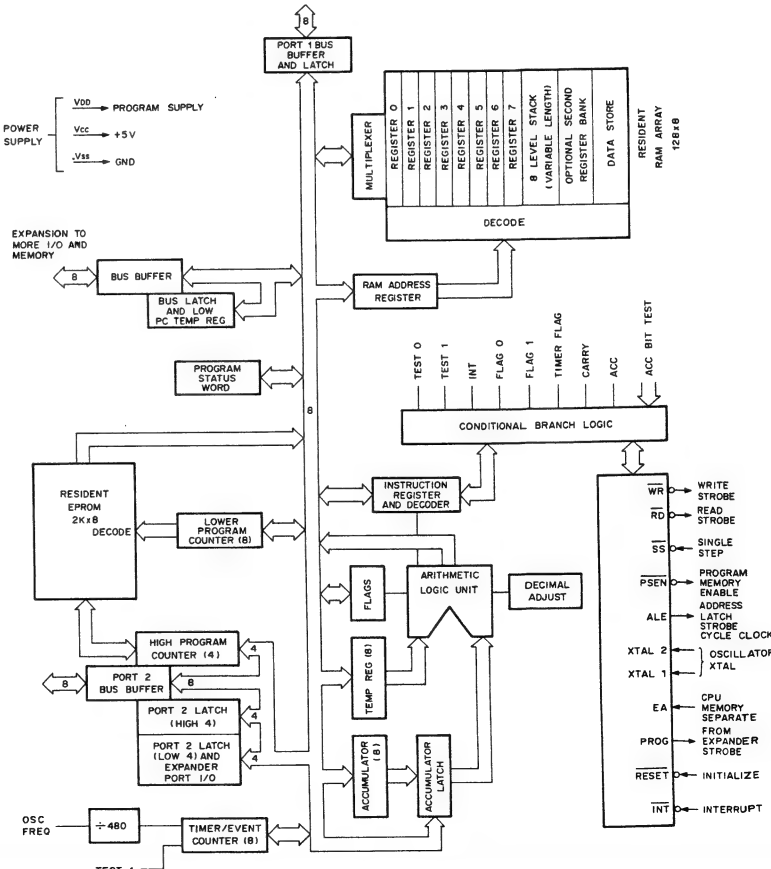 8
PORT 1 BUS
BUFFER
AND LATCH
POWER
SUPPLY
VDD
PROGRAM SUPPLY
Vcc
+5V
Vss
GND
MULTIPLEXER
REGISTER 0
REGISTER 1
REGISTER 2
REGISTER 3
REGISTER 4
REGISTER 5
REGISTER 6
REGISTER 7
8 LEVEL STACK
(VARIABLE LENGTH)
OPTIONAL SECOND
REGISTER BANK
DATA STORE
RESIDENT
RAM ARRAY
128x8
DECODE
EXPANSION TO
MORE I/O AND
MEMORY
8
BUS BUFFER
BUS LATCH
AND LOW
PC TEMP REG
RAM ADDRESS
REGISTER
PROGRAM
STATUS
WORD
8
TEST 0
TEST 1
INT
FLAG 0
FLAG 1
TIMER FLAG
CARRY
ACC
ACC BIT TEST
CONDITIONAL BRANCH LOGIC
RESIDENT
EPROM
2Kx8
DECODE
LOWER
PROGRAM
COUNTER (8)
INSTRUCTION
REGISTER
AND DECODER
FLAGS
ARITHMETIC
LOGIC UNIT
DECIMAL
ADJUST
HIGH PROGRAM
COUNTER (4)
4
8
PORT 2
BUS BUFFER
8
PORT 2 LATCH
(HIGH 4)
4
PORT 2 LATCH
(LOW 4) AND
EXPANDER
PORT I/O
4
TEMP REG (8)
ACCUMULATOR
(8)
ACCUMULATOR
LATCH
OSC
FREQ
÷480
TIMER/EVENT
COUNTER (8)
TEST 1
WR
WRITE
STROBE
RD
READ
STROBE
SS
SINGLE
STEP
PSEN
PROGRAM
MEMORY
ENABLE
ALE
ADDRESS
LATCH
STROBE
CYCLE CLOCK
XTAL 2
XTAL 1
OSCILLATOR
XTAL
EA
CPU
MEMORY
SEPARATE
PROG
FROM
EXPANDER
STROBE
RESET
INITIALIZE
INT
INTERRUPT